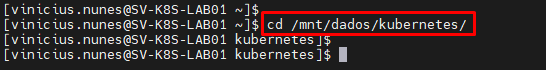 [vinicius.nunes@SV-K8S-LAB01 ~]$
[vinicius.nunes@SV-K8S-LAB01 ~]$ cd /mnt/dados/kubernetes/
[vinicius.nunes@SV-K8S-LAB01 kubernetes]$
[vinicius.nunes@SV-K8S-LAB01 kubernetes]$